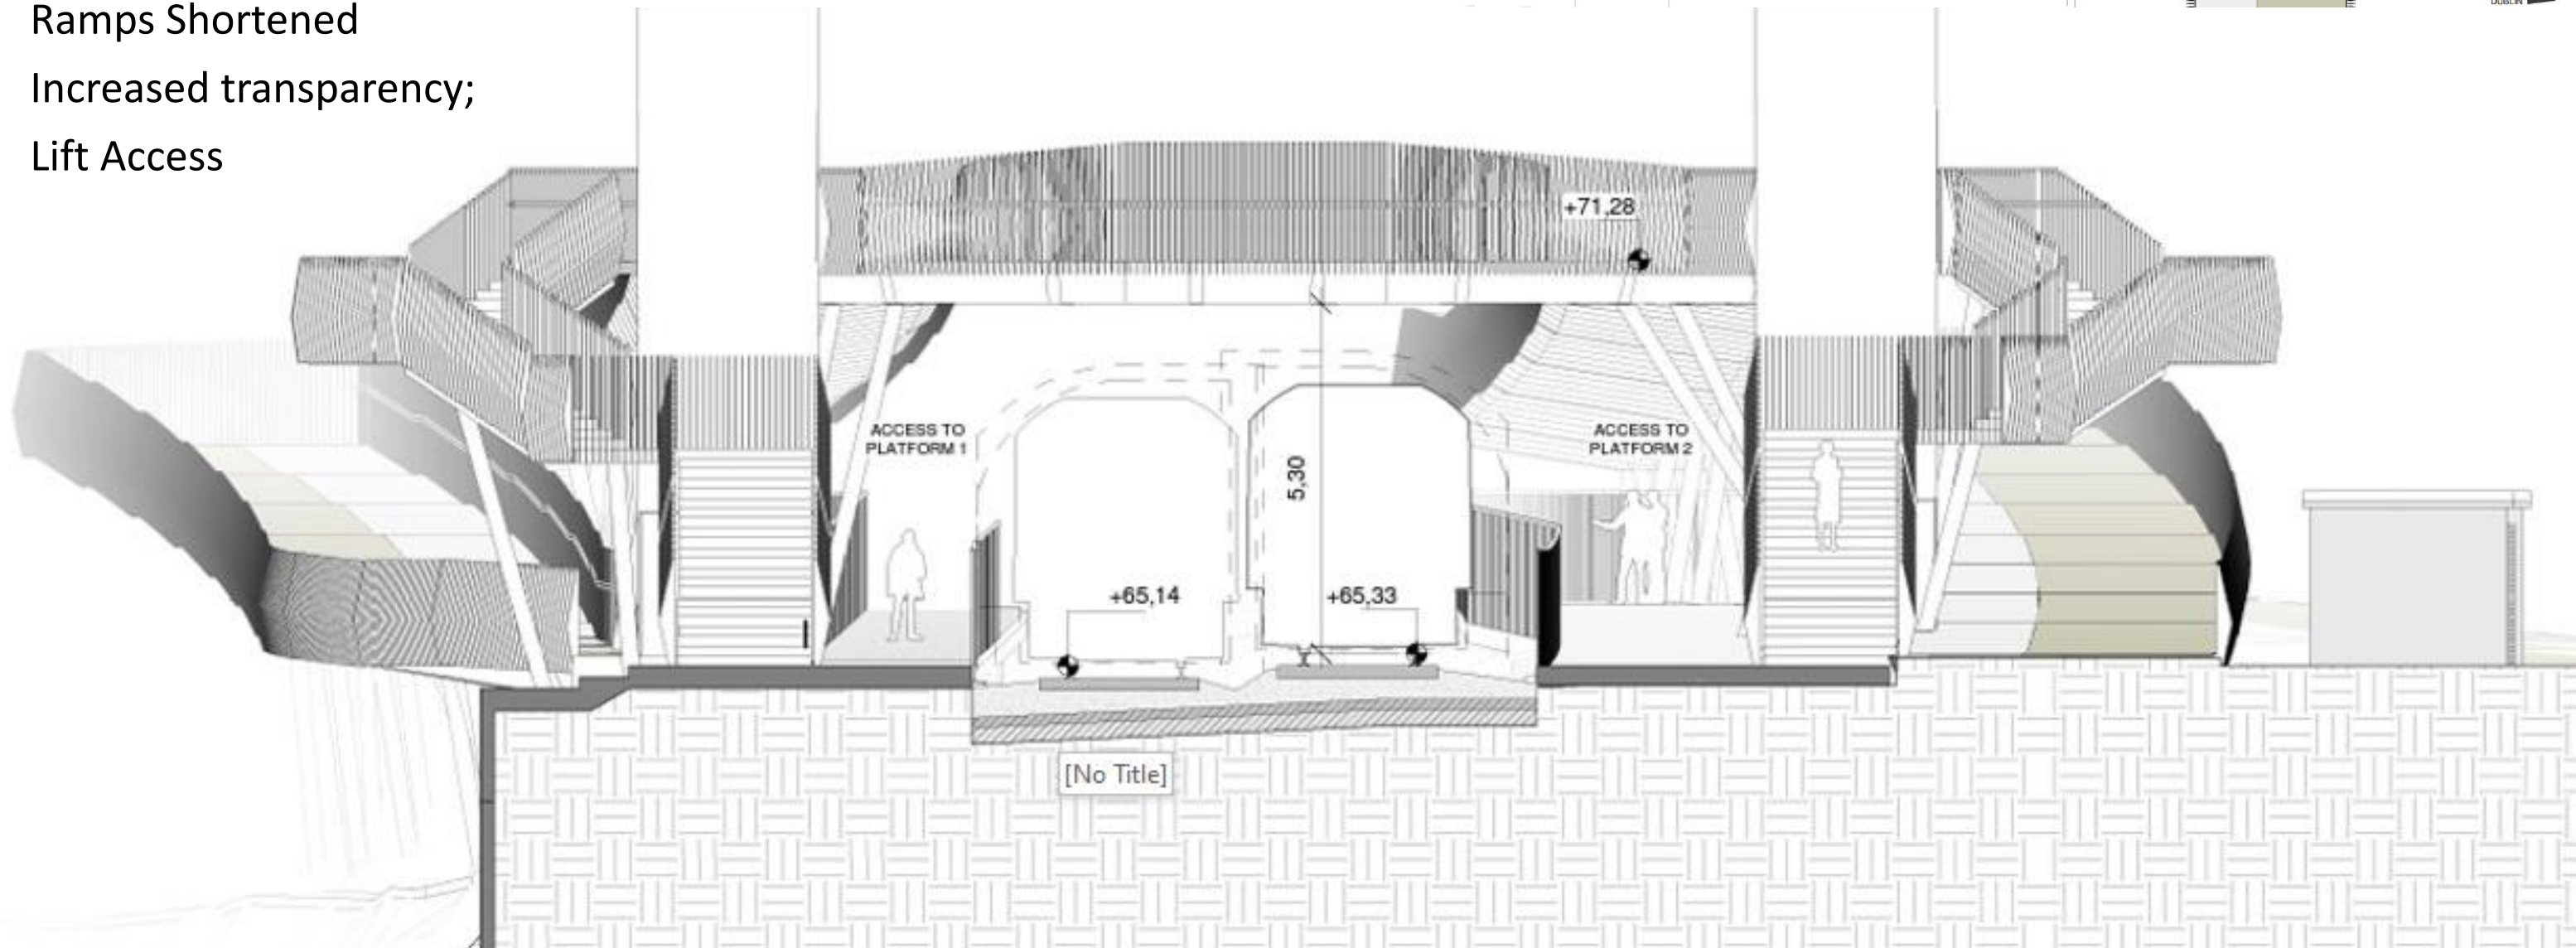 Ramps Shortened
Increased transparency;
Lift Access
DUBLIN
+71,28
ACCESS TO
PLATFORM 1
ACCESS TO
PLATFORM 2
5,30
+65,14
+65,33
[No Title]